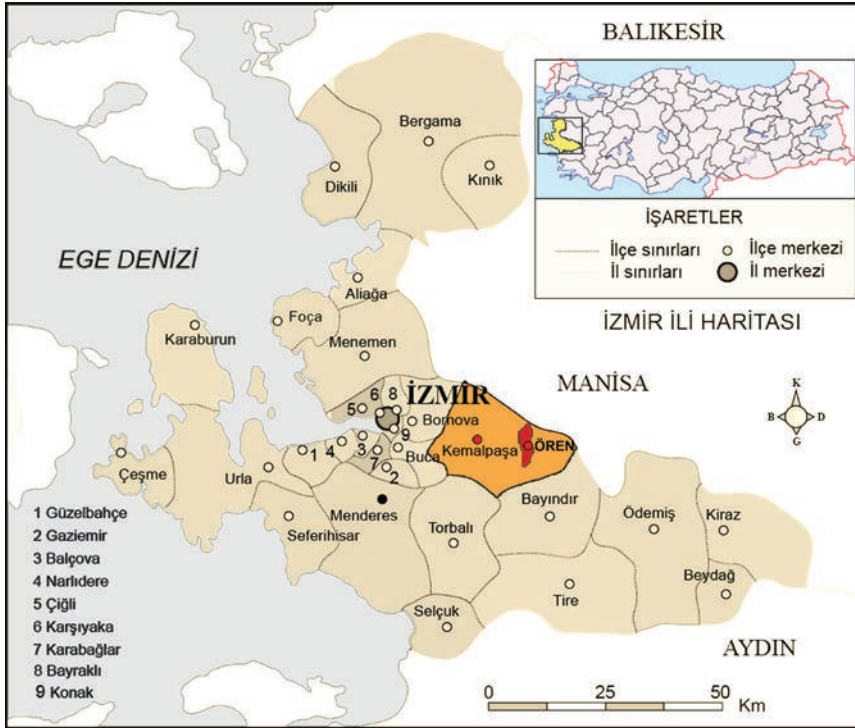 BALIKESİR
Bergama
Dikili
Kınık
İŞARETLER
İlçe sınırları
İlçe merkezi
İl sınırları
İl merkezi
EGE DENİZİ
Aliağa
Foça
Karaburun
Menemen
İZMİR İLİ HARİTASI
MANİSA
K
B
D
G
İZMİR
6
8
5
Bornova
9
Kemalpaşa
ÖREN
1
4
3
7
2
Buca
Çeşme
Urla
Bayındır
Menderes
Seferihisar
Torbalı
Ödemiş
Kiraz
Beydağ
Tire
Selçuk
AYDIN
1 Güzelbahçe
2 Gaziemir
3 Balçova
4 Narlıdere
5 Çiğli
6 Karşıyaka
7 Karabağlar
8 Bayraklı
9 Konak
0 25 50 Km